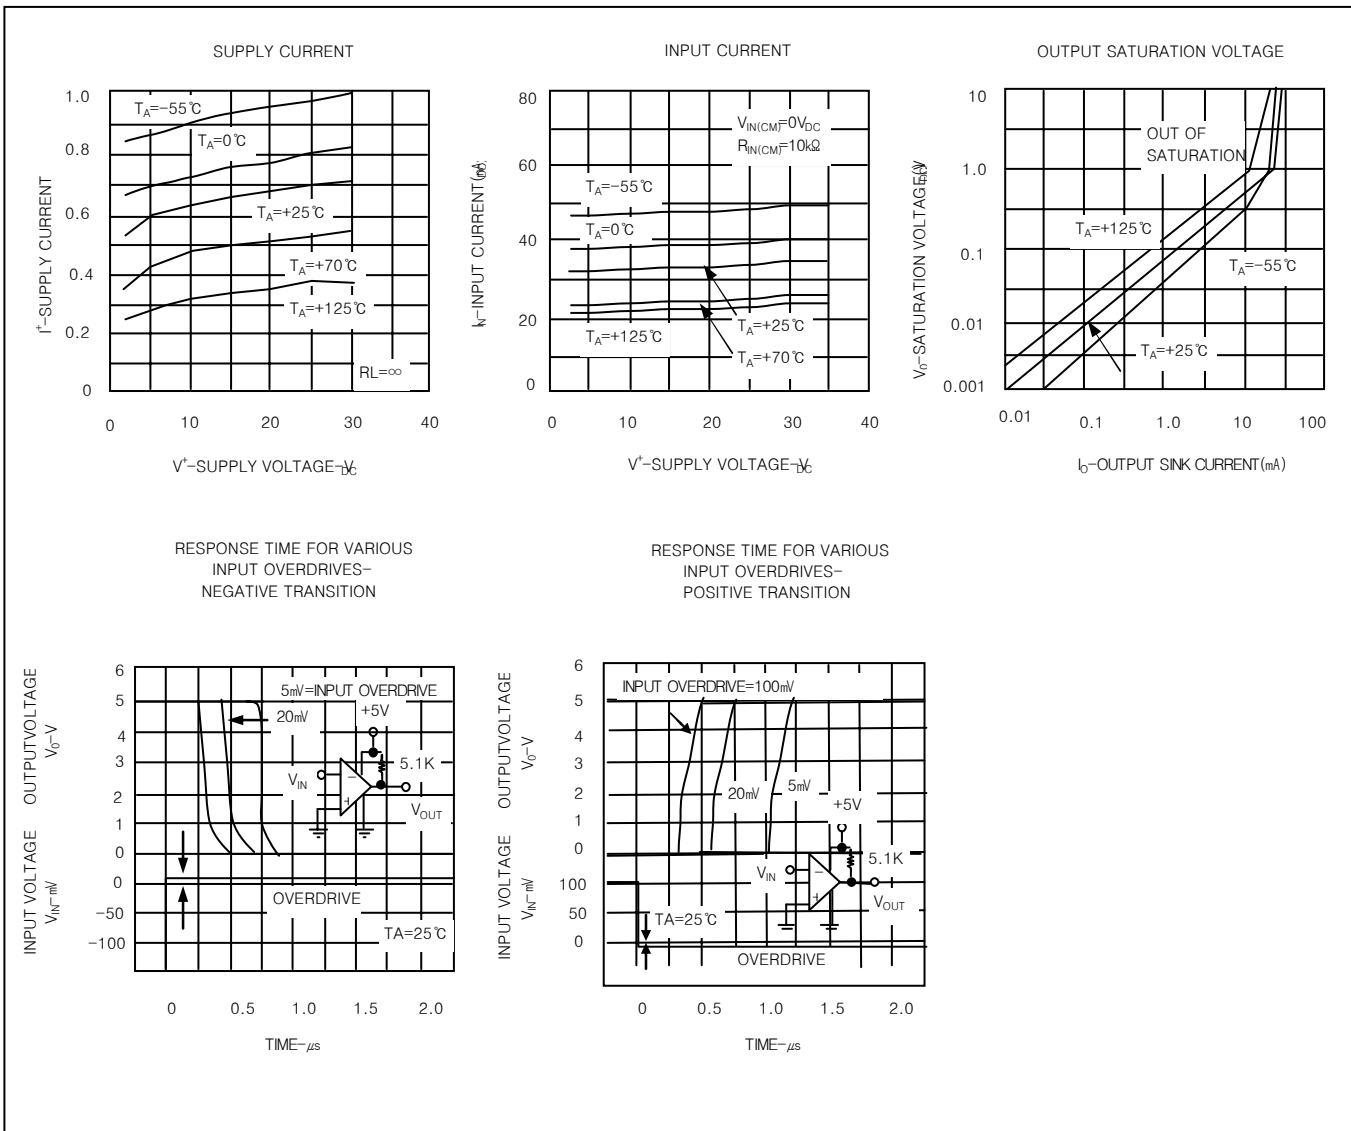 SUPPLY CURRENT
I⁺-SUPPLY CURRENT
1.0
0.8
0.6
0.4
0.2
0
T_A=-55℃
T_A=0℃
T_A=+25℃
T_A=+70℃
T_A=+125℃
RL=∞
0 10 20 30 40
V⁺-SUPPLY VOLTAGE-V_DC
INPUT CURRENT
I_N-INPUT CURRENT
80
60
40
20
0
V_IN(CM)=0V_DC
R_IN(CM)=10kΩ
T_A=-55℃
T_A=0℃
T_A=+25℃
T_A=+125℃
T_A=+70℃
0 10 20 30 40
V⁺-SUPPLY VOLTAGE-V_DC
OUTPUT SATURATION VOLTAGE
V_0-SATURATION VOLTAGE
10
1.0
0.1
0.01
0.001
OUT OF
SATURATION
T_A=+125℃
T_A=-55℃
T_A=+25℃
0.01 0.1 1.0 10 100
I_O-OUTPUT SINK CURRENT(㎃)
RESPONSE TIME FOR VARIOUS
INPUT OVERDRIVES-
NEGATIVE TRANSITION
INPUT VOLTAGE OUTPUTVOLTAGE
V_IN-㎷ V_0-V
6
5
4
3
2
1
0
0
-50
-100
5㎷=INPUT OVERDRIVE
20㎷
+5V
5.1K
V_IN
-
+
V_OUT
OVERDRIVE
TA=25℃
0 0.5 1.0 1.5 2.0
TIME-㎲
RESPONSE TIME FOR VARIOUS
INPUT OVERDRIVES-
POSITIVE TRANSITION
INPUT VOLTAGE OUTPUTVOLTAGE
V_IN-㎷ V_0-V
6
5
4
3
2
1
0
100
50
0
INPUT OVERDRIVE=100㎷
20㎷
5㎷
+5V
5.1K
V_IN
-
+
V_OUT
TA=25℃
OVERDRIVE
0 0.5 1.0 1.5 2.0
TIME-㎲